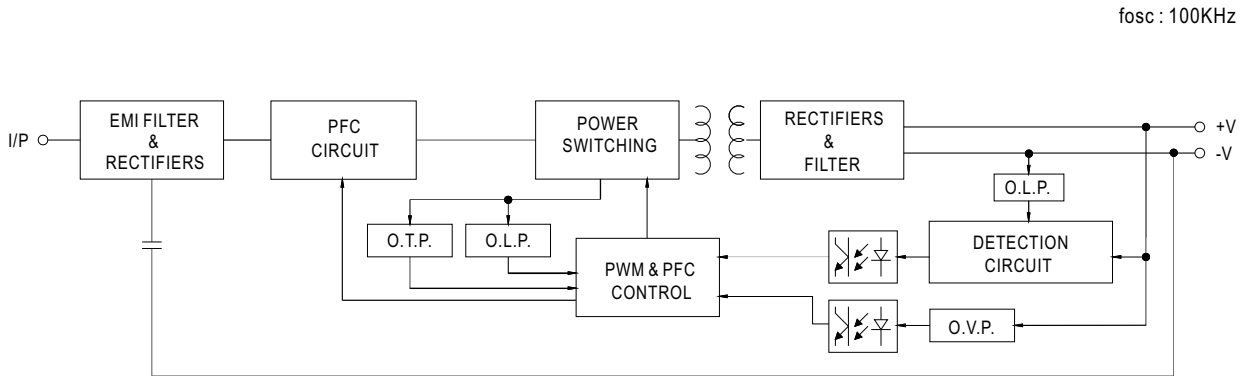 fosc : 100KHz
I/P
EMI FILTER
&
RECTIFIERS
PFC
CIRCUIT
POWER
SWITCHING
RECTIFIERS
&
FILTER
+V
-V
O.L.P.
O.T.P.
O.L.P.
PWM & PFC
CONTROL
DETECTION
CIRCUIT
O.V.P.